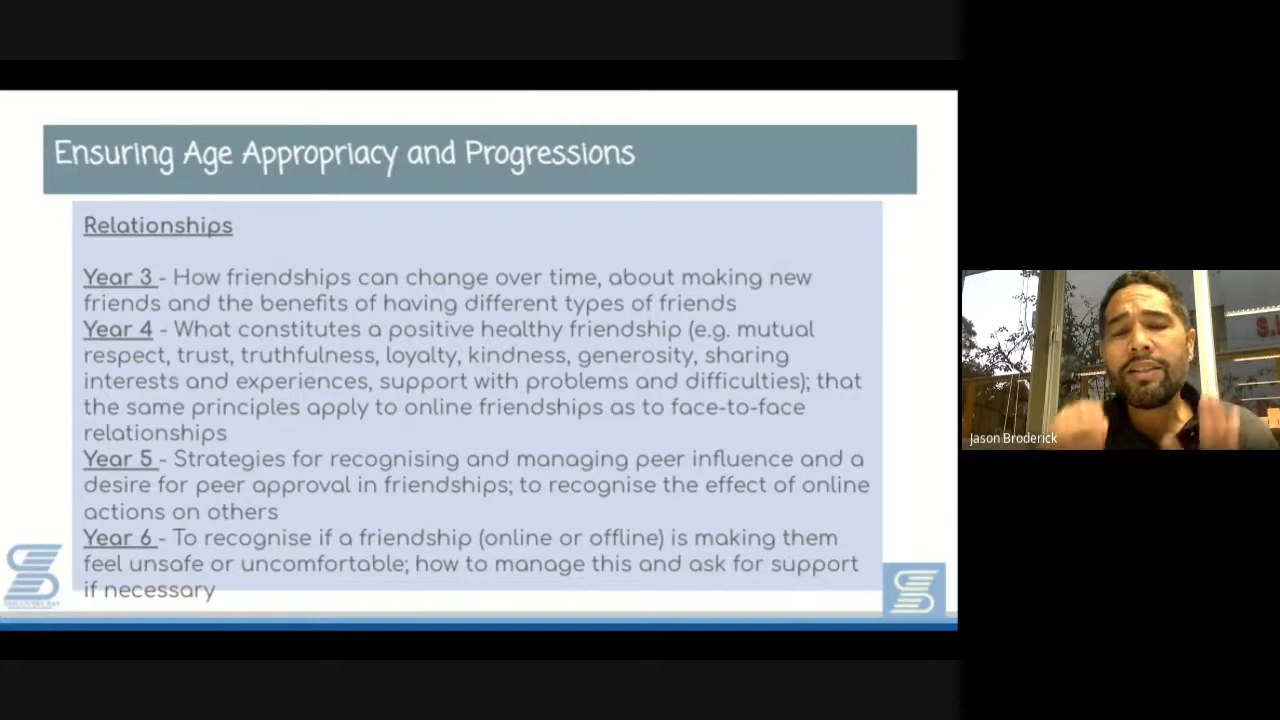 Ensuring Age Appropriacy and Progressions
Relationships
Year 3 - How friendships can change over time, about making new
friends and the benefits of having different types of friends
Year 4 - What constitutes a positive healthy friendship (e.g. mutual
respect, trust, truthfulness, loyalty, kindness, generosity, sharing
interests and experiences, support with problems and difficulties); that
the same principles apply to online friendships as to face-to-face
relationships
Year 5 - Strategies for recognising and managing peer influence and a
desire for peer approval in friendships; to recognise the effect of online
actions on others
Year 6 - To recognise if a friendship (online or offline) is making them
feel unsafe or uncomfortable; how to manage this and ask for support
if necessary
DISCOVERY BAY
Jason Broderick